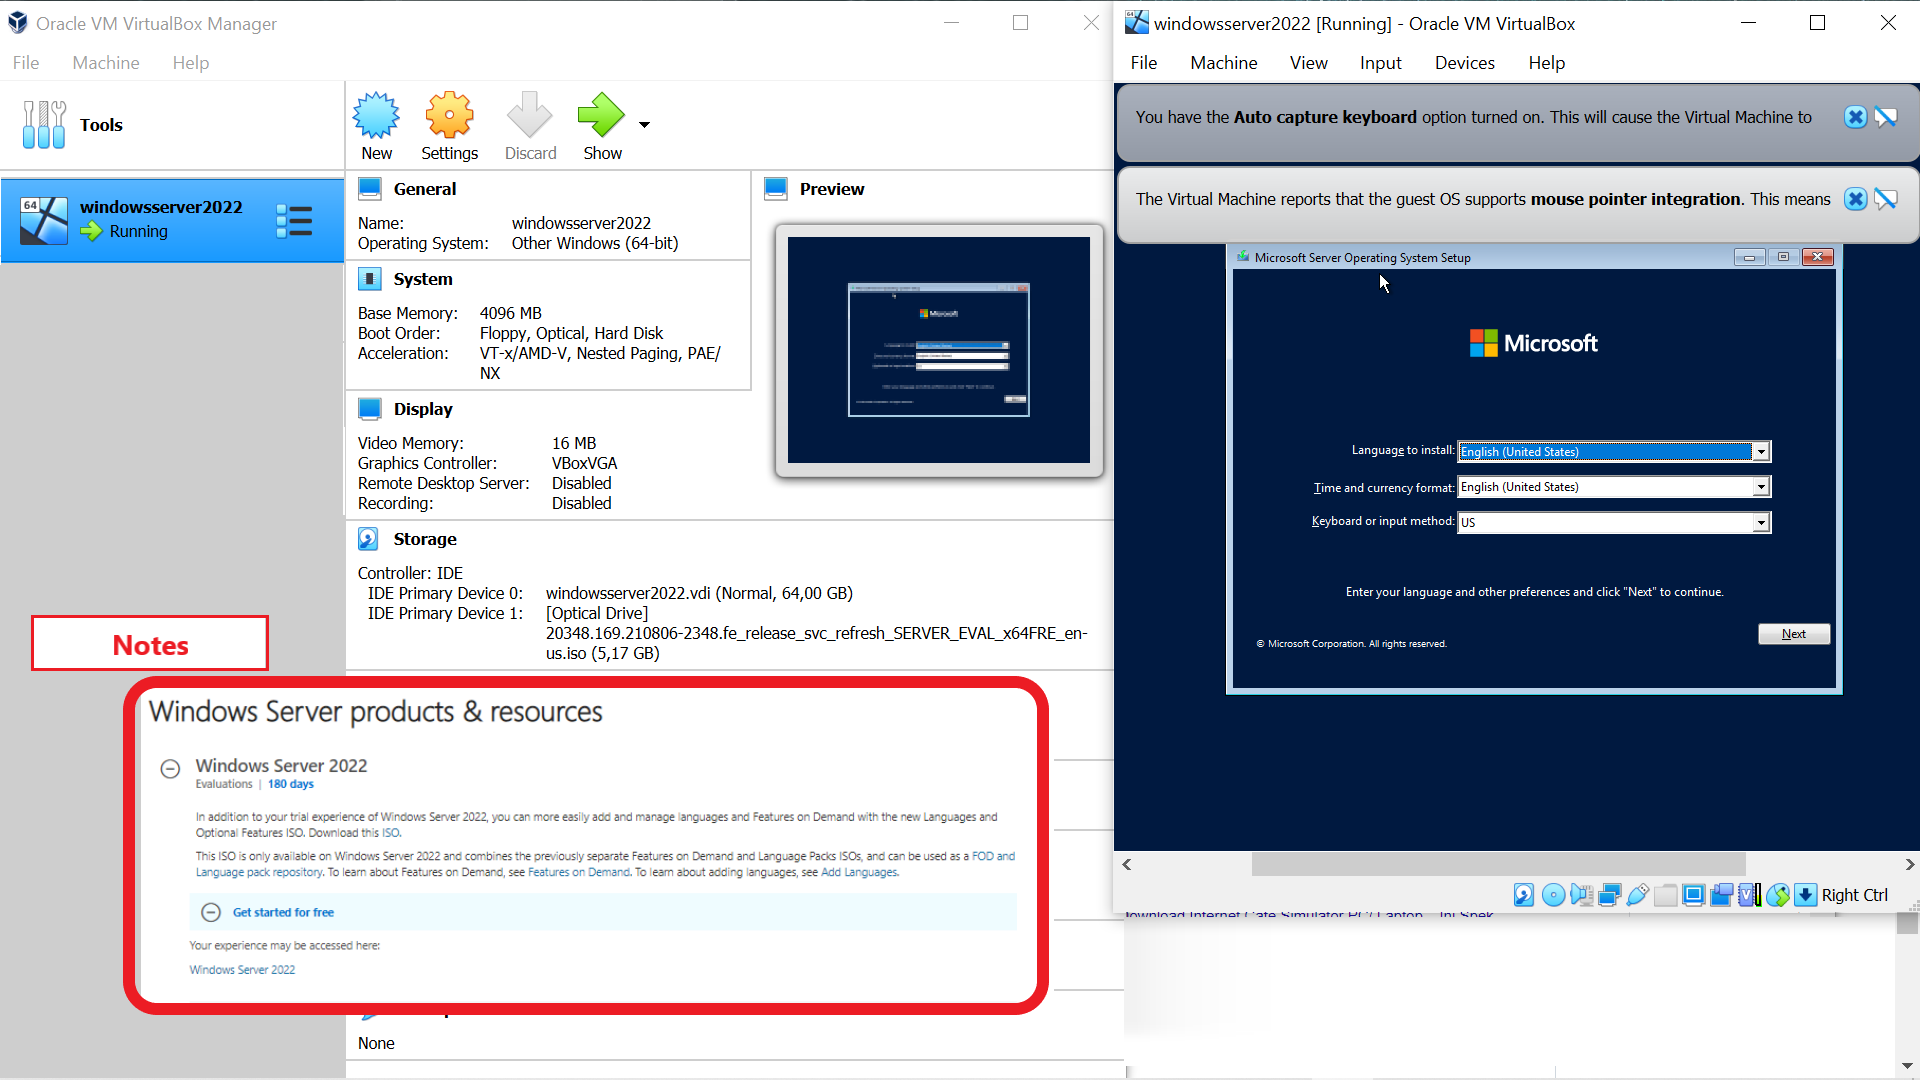 Oracle VM VirtualBox Manager
File Machine Help
Tools
New Settings Discard Show
64
windowsserver2022
Running
General
Name: windowsserver2022
Operating System: Other Windows (64-bit)
System
Base Memory: 4096 MB
Boot Order: Floppy, Optical, Hard Disk
Acceleration: VT-x/AMD-V, Nested Paging, PAE/
NX
Display
Video Memory: 16 MB
Graphics Controller: VBoxVGA
Remote Desktop Server: Disabled
Recording: Disabled
Preview
Microsoft
Storage
Controller: IDE
IDE Primary Device 0: windowsserver2022.vdi (Normal, 64,00 GB)
IDE Primary Device 1: [Optical Drive]
20348.169.210806-2348.fe_release_svc_refresh_SERVER_EVAL_x64FRE_en-
us.iso (5,17 GB)
Notes
Windows Server products & resources
Windows Server 2022
Evaluations | 180 days
In addition to your trial experience of Windows Server 2022, you can more easily add and manage languages and Features on Demand with the new Languages and
Optional Features ISO. Download this ISO.
This ISO is only available on Windows Server 2022 and combines the previously separate Features on Demand and Language Packs ISOs, and can be used as a FOD and
Language pack repository. To learn about Features on Demand, see Features on Demand. To learn about adding languages, see Add Languages.
Get started for free
Your experience may be accessed here:
Windows Server 2022
None
64
windowsserver2022 [Running] - Oracle VM VirtualBox
File Machine View Input Devices Help
You have the Auto capture keyboard option turned on. This will cause the Virtual Machine to
The Virtual Machine reports that the guest OS supports mouse pointer integration. This means
Microsoft Server Operating System Setup
Microsoft
Language to install: English (United States)
Time and currency format: English (United States)
Keyboard or input method: US
Enter your language and other preferences and click "Next" to continue.
© Microsoft Corporation. All rights reserved.
Next
Right Ctrl
Download Internet Cafe Simulator PC/ Laptop